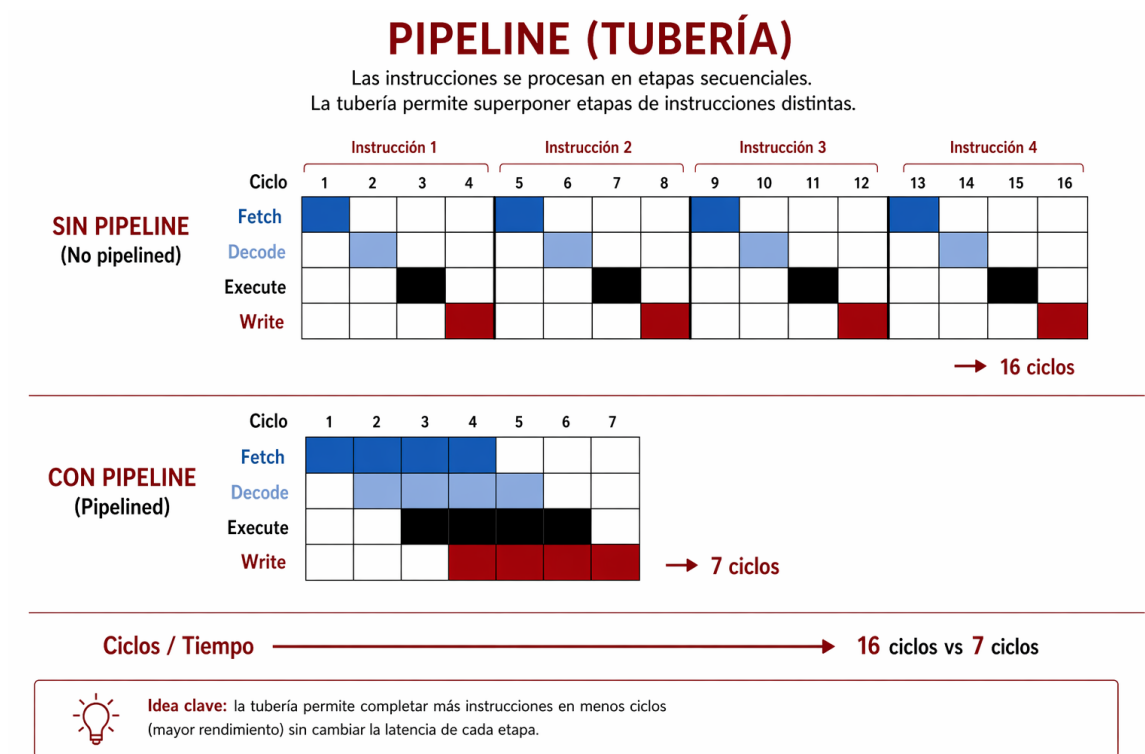 PIPELINE (TUBERÍA)
Las instrucciones se procesan en etapas secuenciales.
La tubería permite superponer etapas de instrucciones distintas.
Instrucción 1 Instrucción 2 Instrucción 3 Instrucción 4
Ciclo 1 2 3 4 5 6 7 8 9 10 11 12 13 14 15 16
SIN PIPELINE
(No pipelined)
Fetch
Decode
Execute
Write
16 ciclos
Ciclo 1 2 3 4 5 6 7
CON PIPELINE
(Pipelined)
Fetch
Decode
Execute
Write
7 ciclos
Ciclos / Tiempo 16 ciclos vs 7 ciclos
Idea clave: la tubería permite completar más instrucciones en menos ciclos
(mayor rendimiento) sin cambiar la latencia de cada etapa.